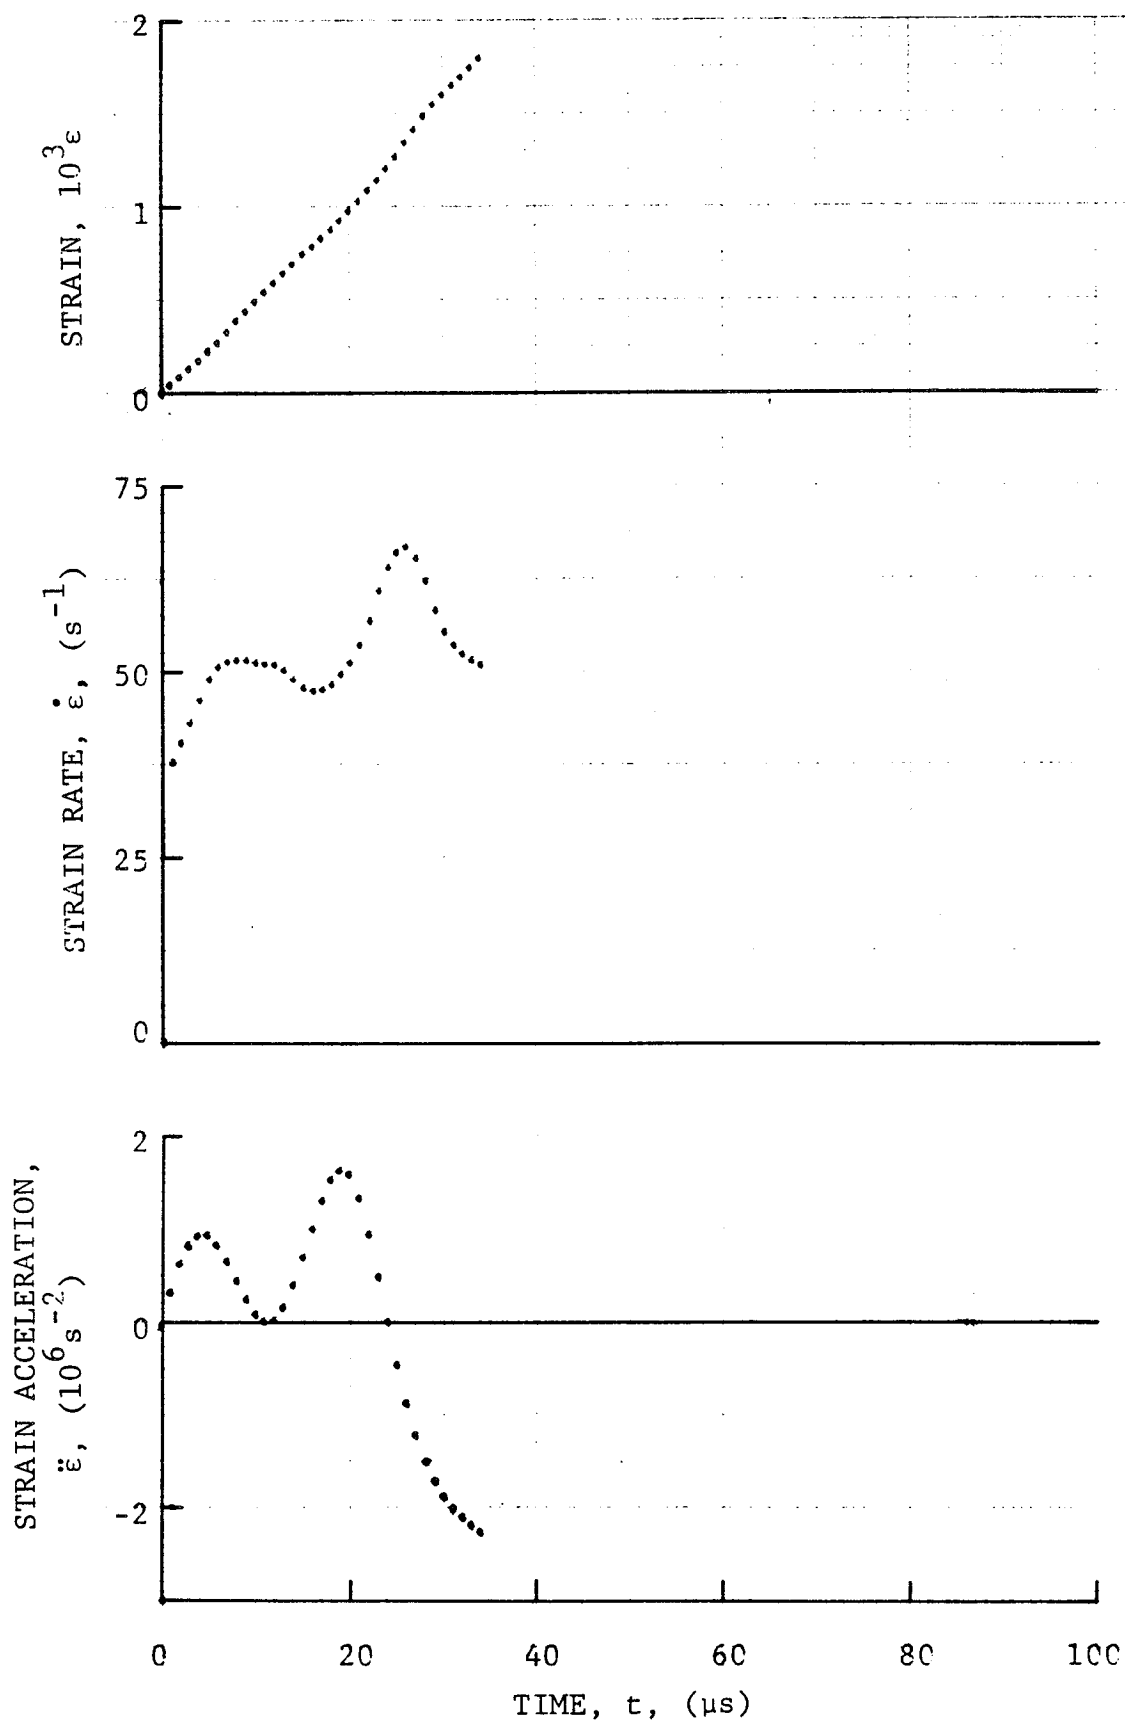 2
STRAIN, 10³ε
1
0
75
STRAIN RATE, ε̇, (s⁻¹)
50
25
0
2
STRAIN ACCELERATION,
ε̈, (10⁶s⁻²)
0
-2
0 20 40 60 80 100
TIME, t, (μs)